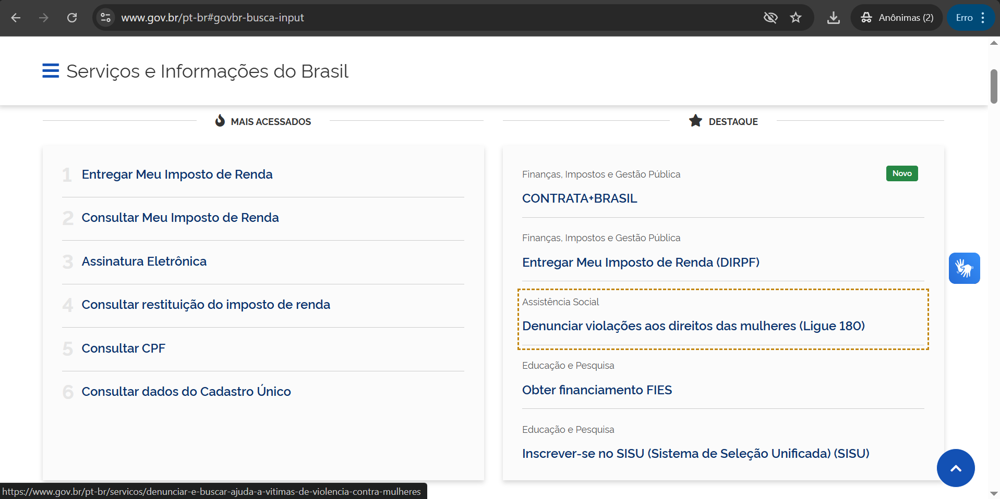 www.gov.br/pt-br#govbr-busca-input
Anônimas (2)
Erro
Serviços e Informações do Brasil
MAIS ACESSADOS
1 Entregar Meu Imposto de Renda
2 Consultar Meu Imposto de Renda
3 Assinatura Eletrônica
4 Consultar restituição do imposto de renda
5 Consultar CPF
6 Consultar dados do Cadastro Único
DESTAQUE
Finanças, Impostos e Gestão Pública
Novo
CONTRATA+BRASIL
Finanças, Impostos e Gestão Pública
Entregar Meu Imposto de Renda (DIRPF)
Assistência Social
Denunciar violações aos direitos das mulheres (Ligue 180)
Educação e Pesquisa
Obter financiamento FIES
Educação e Pesquisa
Inscrever-se no SISU (Sistema de Seleção Unificada) (SISU)
https://www.gov.br/pt-br/servicos/denunciar-e-buscar-ajuda-a-vitimas-de-violencia-contra-mulheres